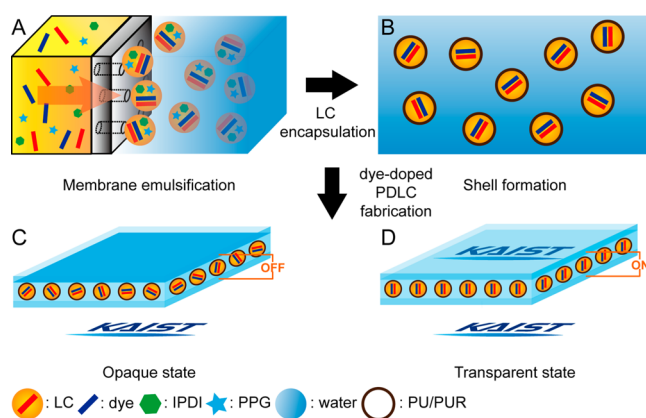 A
B
LC
encapsulation
Membrane emulsification
dye-doped
PDLC
fabrication
Shell formation
C
OFF
KAIST
D
KAIST
ON
KAIST
Opaque state
Transparent state
: LC : dye : IPDI : PPG : water : PU/PUR